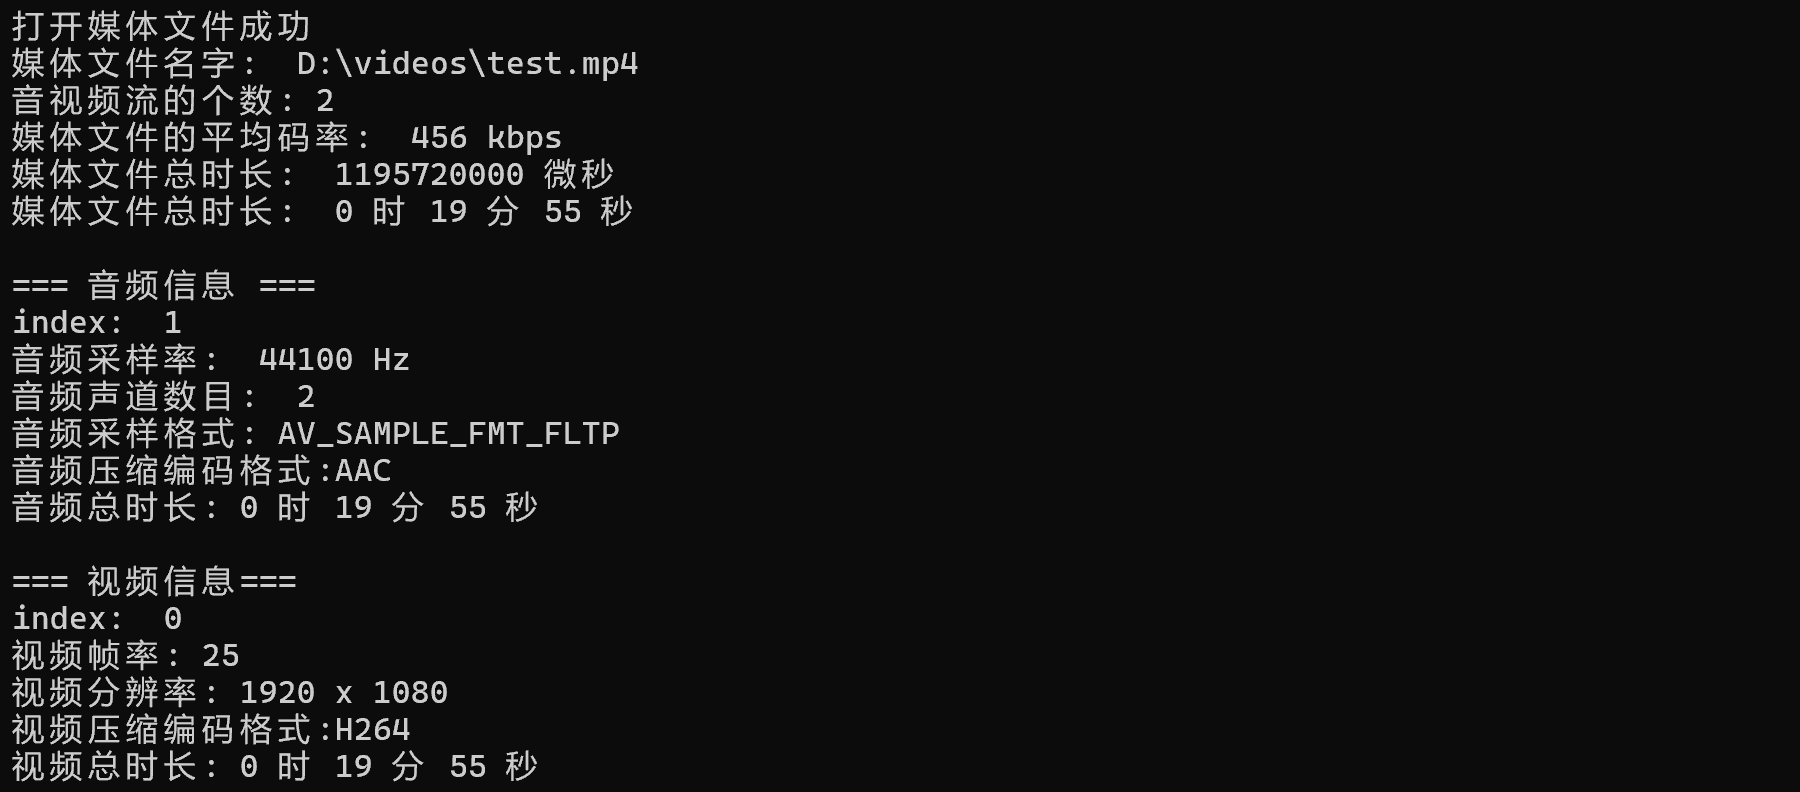 打开媒体文件成功
媒体文件名字:  D:\videos\test.mp4
音视频流的个数: 2
媒体文件的平均码率:  456 kbps
媒体文件总时长:  1195720000 微秒
媒体文件总时长:  0 时 19 分 55 秒
=== 音频信息 ===
index:  1
音频采样率:  44100 Hz
音频声道数目:  2
音频采样格式: AV_SAMPLE_FMT_FLTP
音频压缩编码格式:AAC
音频总时长: 0 时 19 分 55 秒
=== 视频信息===
index:  0
视频帧率: 25
视频分辨率: 1920 x 1080
视频压缩编码格式:H264
视频总时长: 0 时 19 分 55 秒